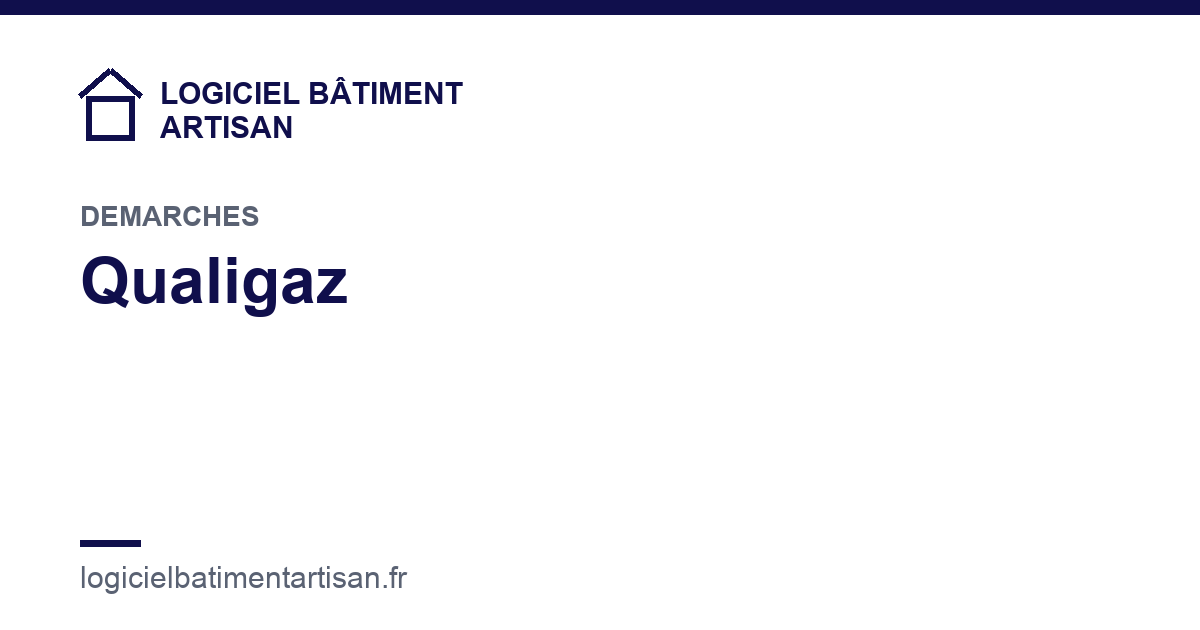 LOGICIEL BÂTIMENT
ARTISAN
DEMARCHES
Qualigaz
logicielbatimentartisan.fr